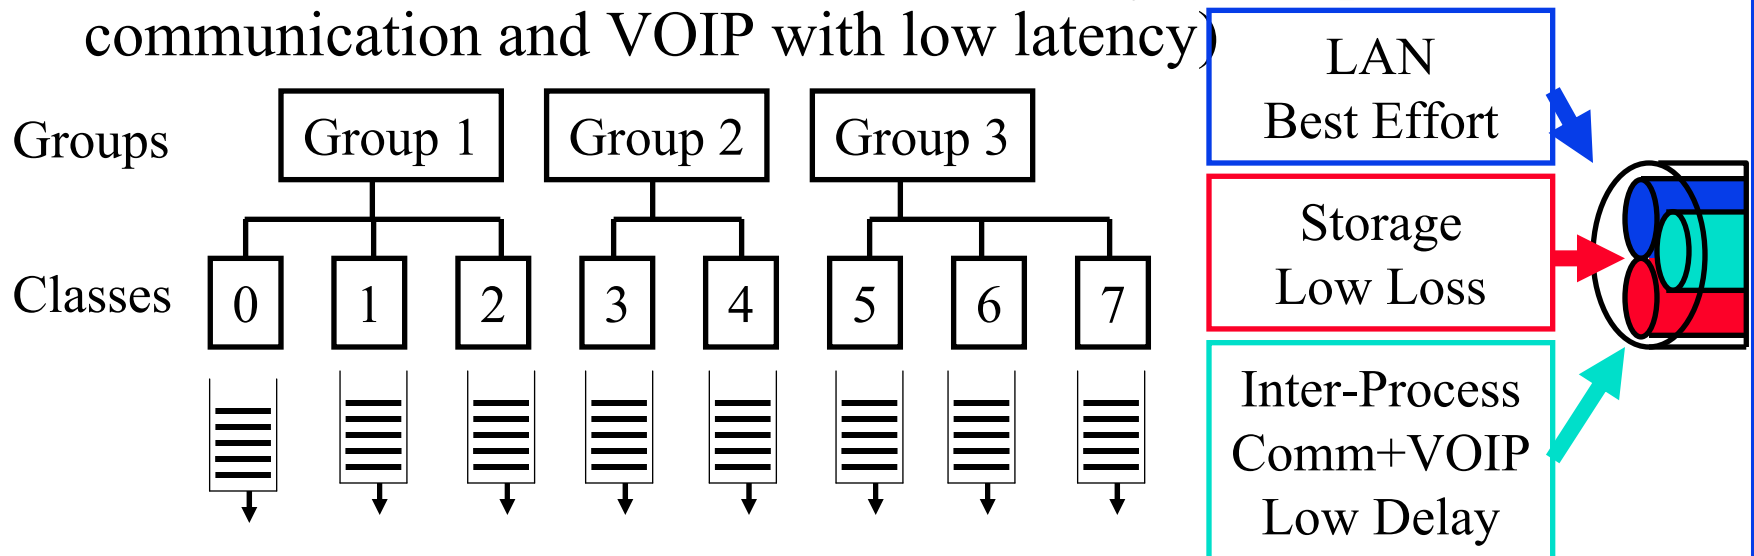 communication and VOIP with low latency)
Groups
Group 1
Group 2
Group 3
Classes
0
1
2
3
4
5
6
7
LAN
Best Effort
Storage
Low Loss
Inter-Process
Comm+VOIP
Low Delay